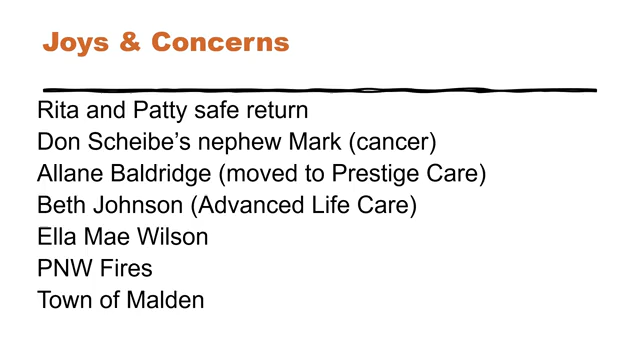 Joys & Concerns
Rita and Patty safe return
Don Scheibe’s nephew Mark (cancer)
Allane Baldridge (moved to Prestige Care)
Beth Johnson (Advanced Life Care)
Ella Mae Wilson
PNW Fires
Town of Malden